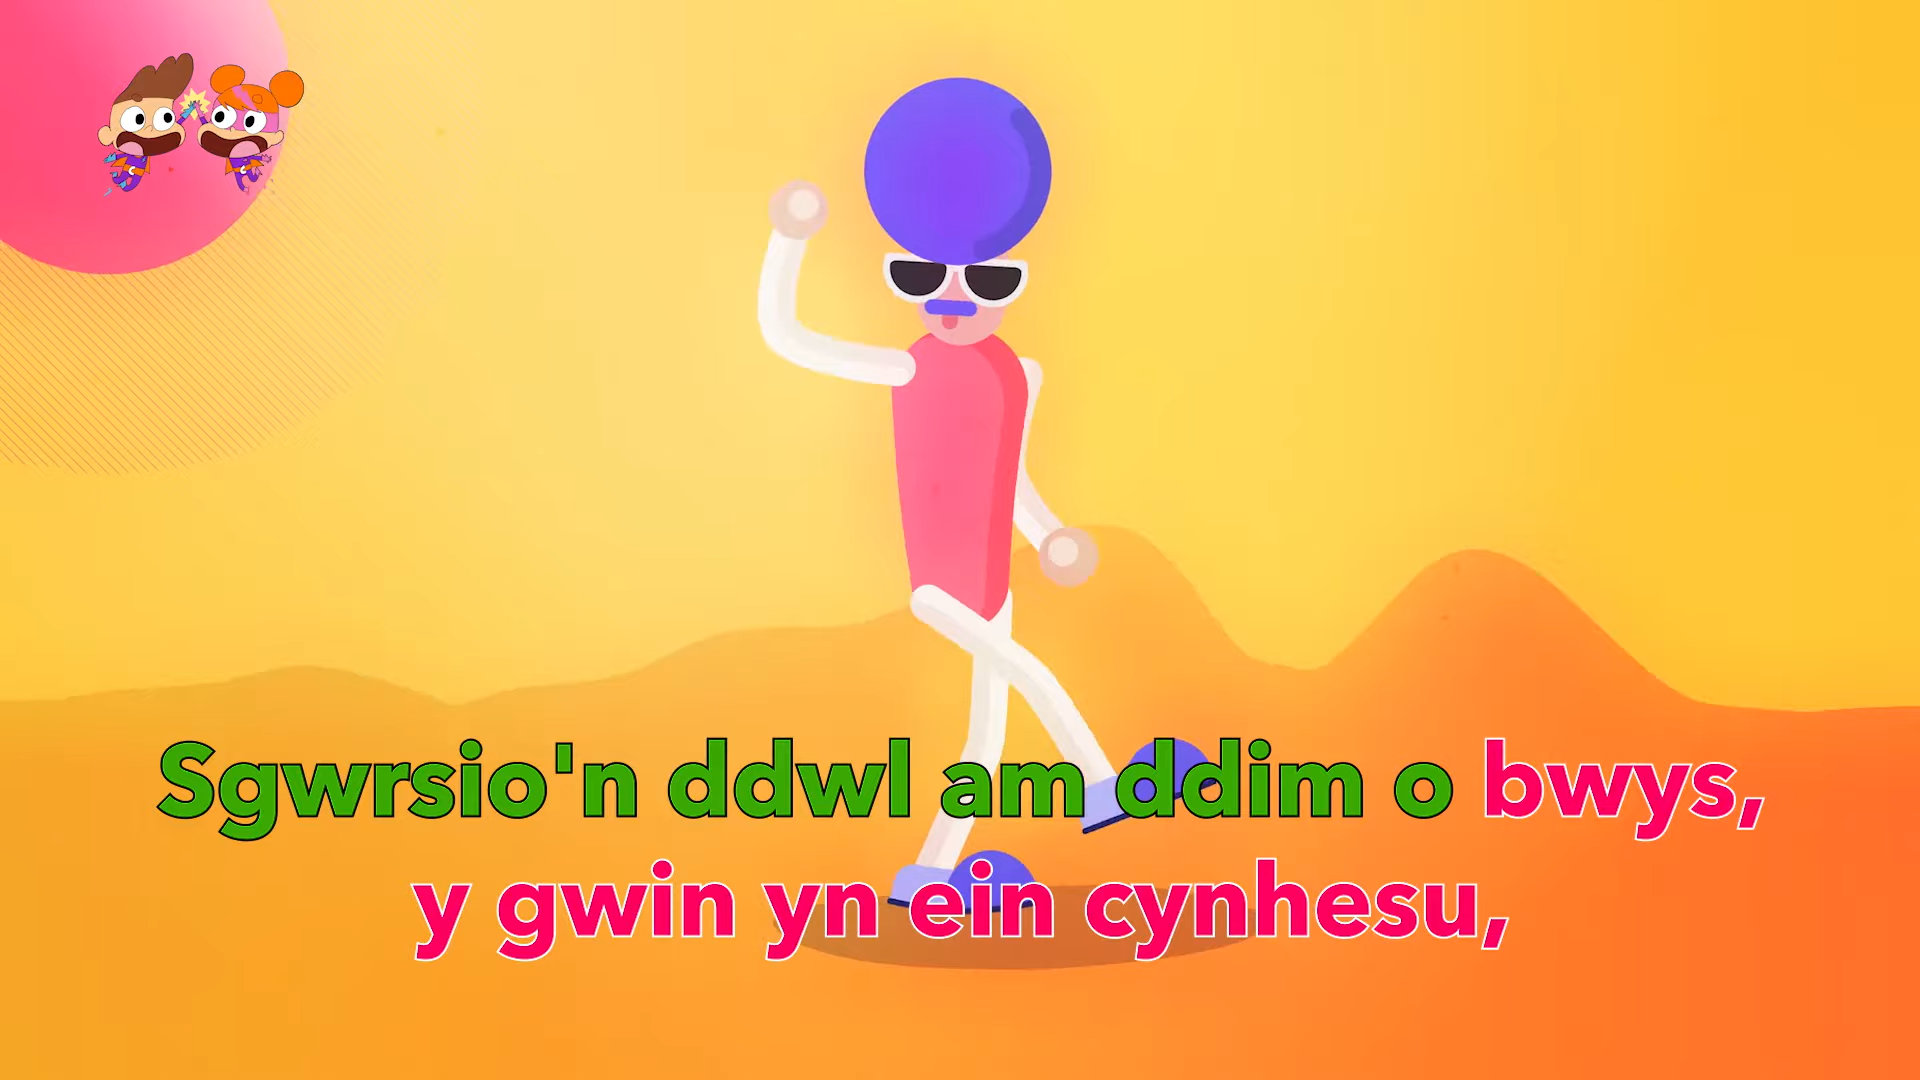 Sgwrsio'n ddwl am ddim o bwys,
y gwin yn ein cynhesu,